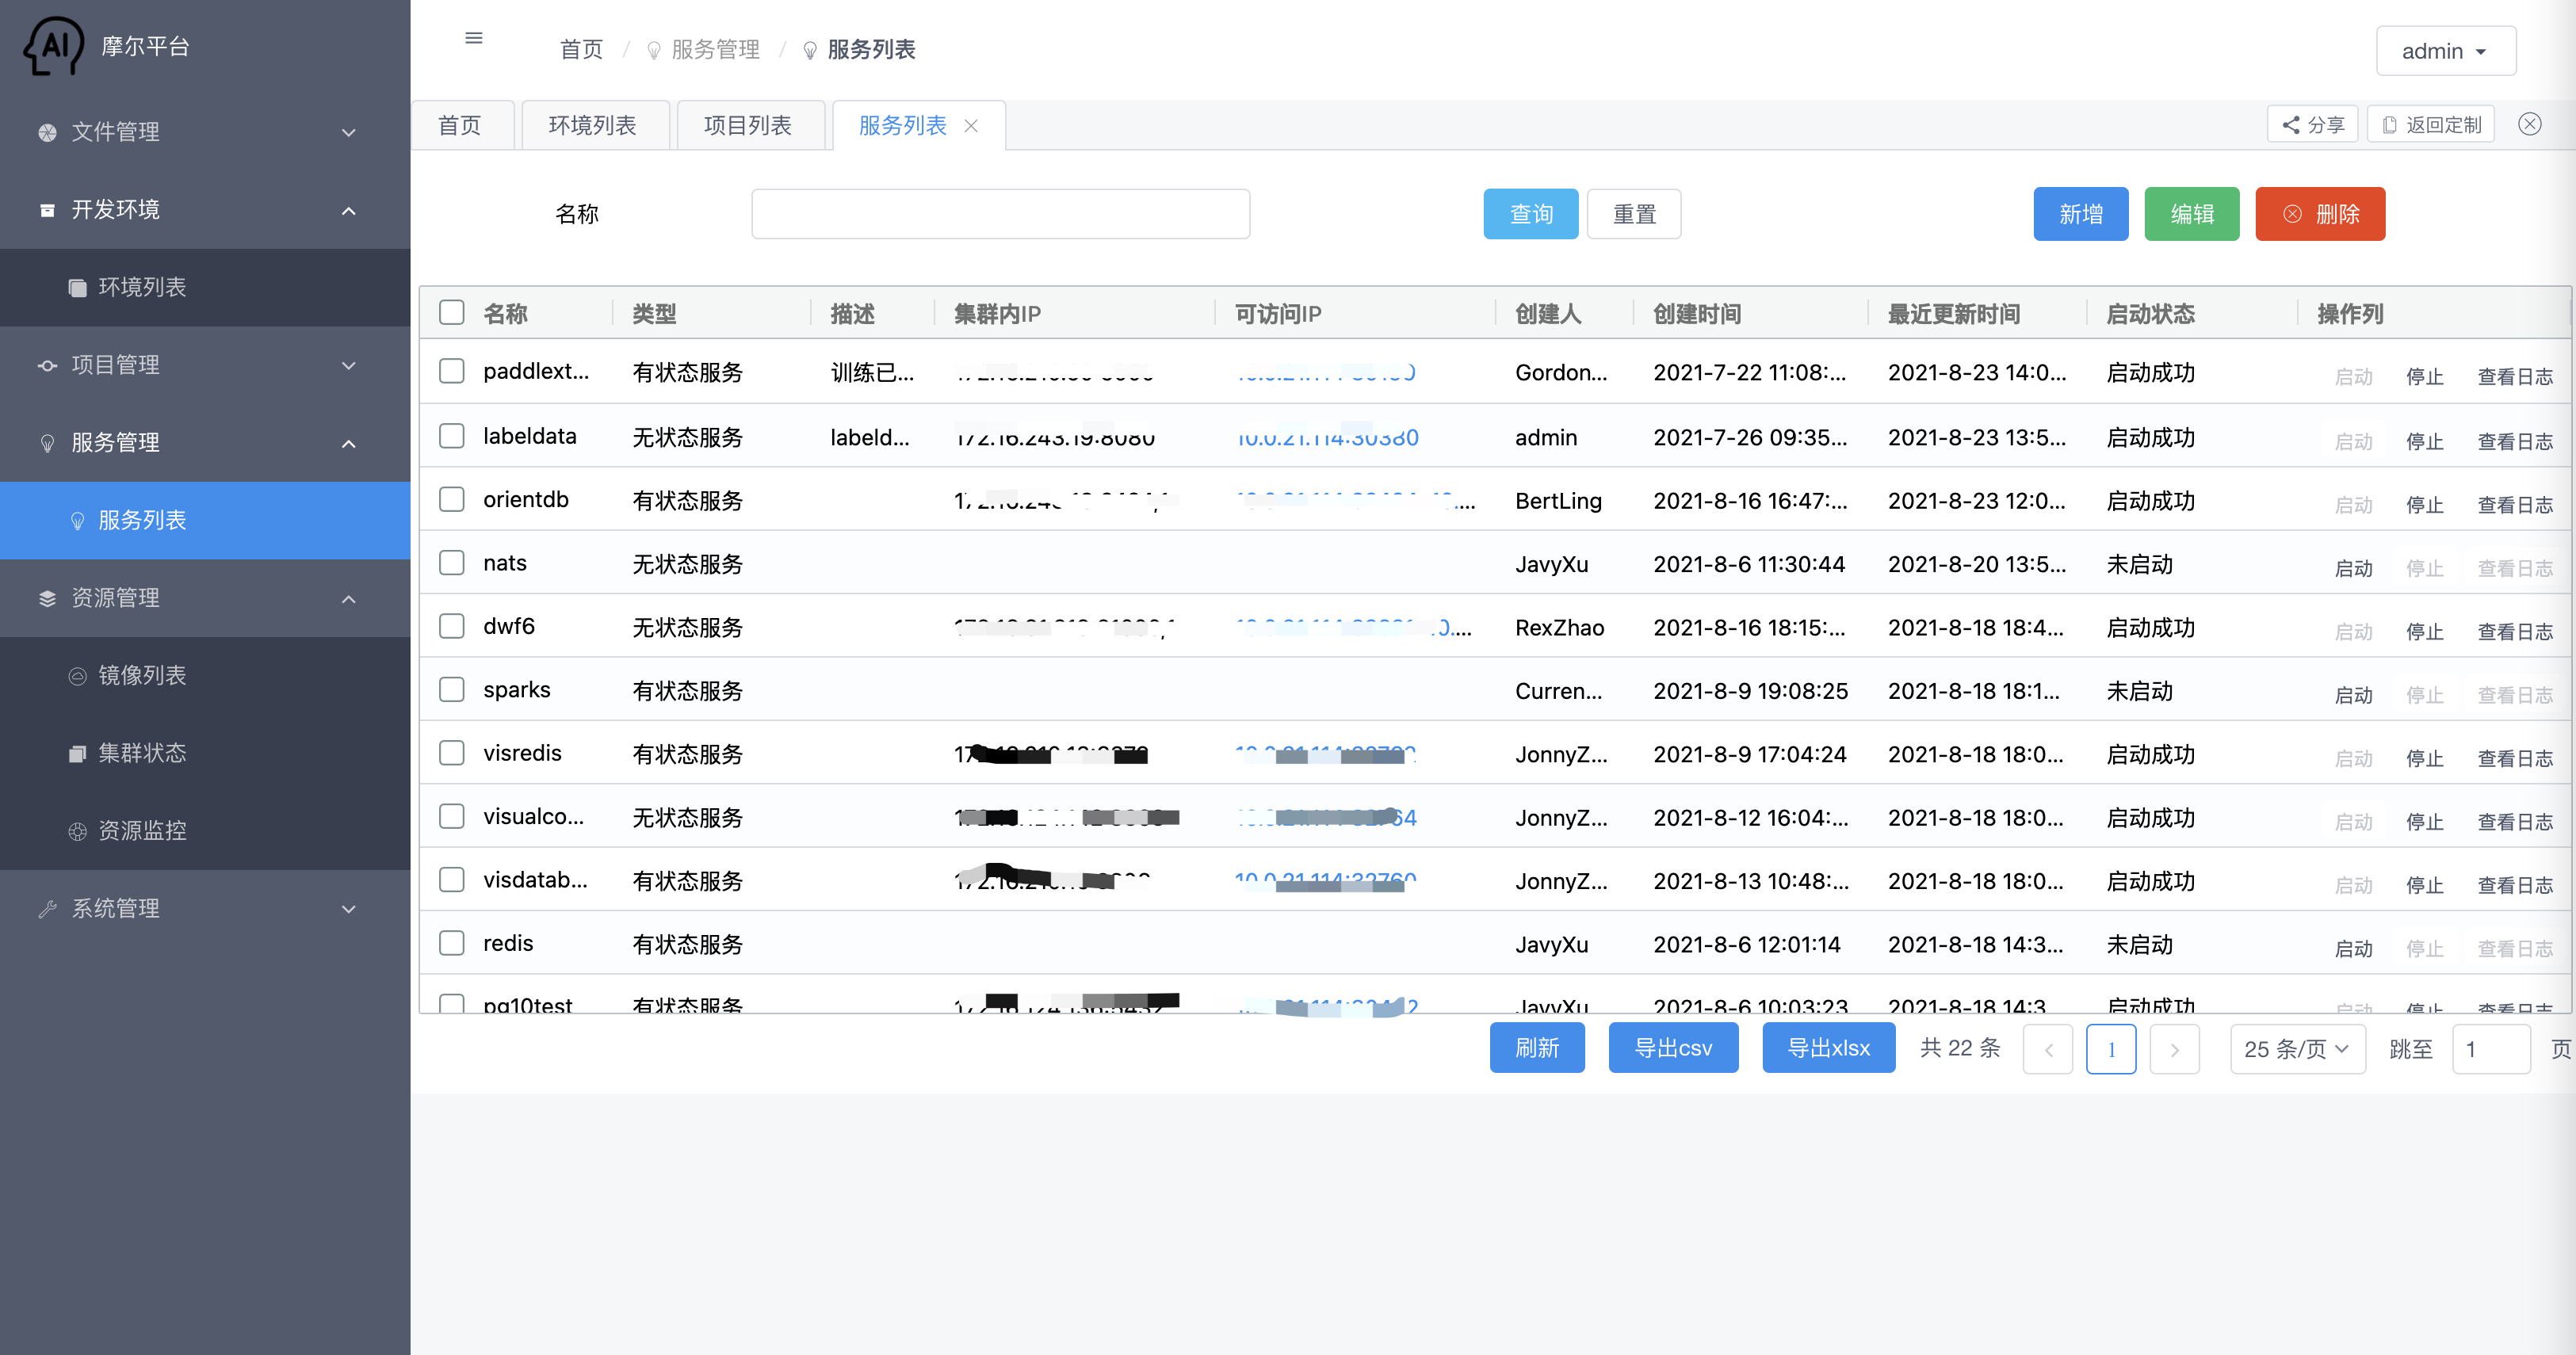 摩尔平台
文件管理
开发环境
环境列表
项目管理
服务管理
服务列表
资源管理
镜像列表
集群状态
资源监控
系统管理
首页 / 服务管理 / 服务列表
admin
首页 环境列表 项目列表 服务列表
分享 返回定制
名称 查询 重置 新增 编辑 删除
名称 类型 描述 集群内IP 可访问IP 创建人 创建时间 最近更新时间 启动状态 操作列
paddlext... 有状态服务 训练已... Gordon... 2021-7-22 11:08:... 2021-8-23 14:0... 启动成功 启动 停止 查看日志
labeldata 无状态服务 labeld... 172.16.243.19:8080 10.0.21.114:30380 admin 2021-7-26 09:35... 2021-8-23 13:5... 启动成功 启动 停止 查看日志
orientdb 有状态服务 BertLing 2021-8-16 16:47:... 2021-8-23 12:0... 启动成功 启动 停止 查看日志
nats 无状态服务 JavyXu 2021-8-6 11:30:44 2021-8-20 13:5... 未启动 启动 停止 查看日志
dwf6 无状态服务 RexZhao 2021-8-16 18:15:... 2021-8-18 18:4... 启动成功 启动 停止 查看日志
sparks 有状态服务 Curren... 2021-8-9 19:08:25 2021-8-18 18:1... 未启动 启动 停止 查看日志
visredis 有状态服务 JonnyZ... 2021-8-9 17:04:24 2021-8-18 18:0... 启动成功 启动 停止 查看日志
visualco... 无状态服务 JonnyZ... 2021-8-12 16:04:... 2021-8-18 18:0... 启动成功 启动 停止 查看日志
visdatab... 有状态服务 JonnyZ... 2021-8-13 10:48:... 2021-8-18 18:0... 启动成功 启动 停止 查看日志
redis 有状态服务 JavyXu 2021-8-6 12:01:14 2021-8-18 14:3... 未启动 启动 停止 查看日志
pg10test 有状态服务 JavyXu 2021-8-6 10:03:23 2021-8-18 14:3 启动成功 启动 停止 查看日志
刷新 导出csv 导出xlsx 共 22 条 1 25 条/页 跳至 1 页